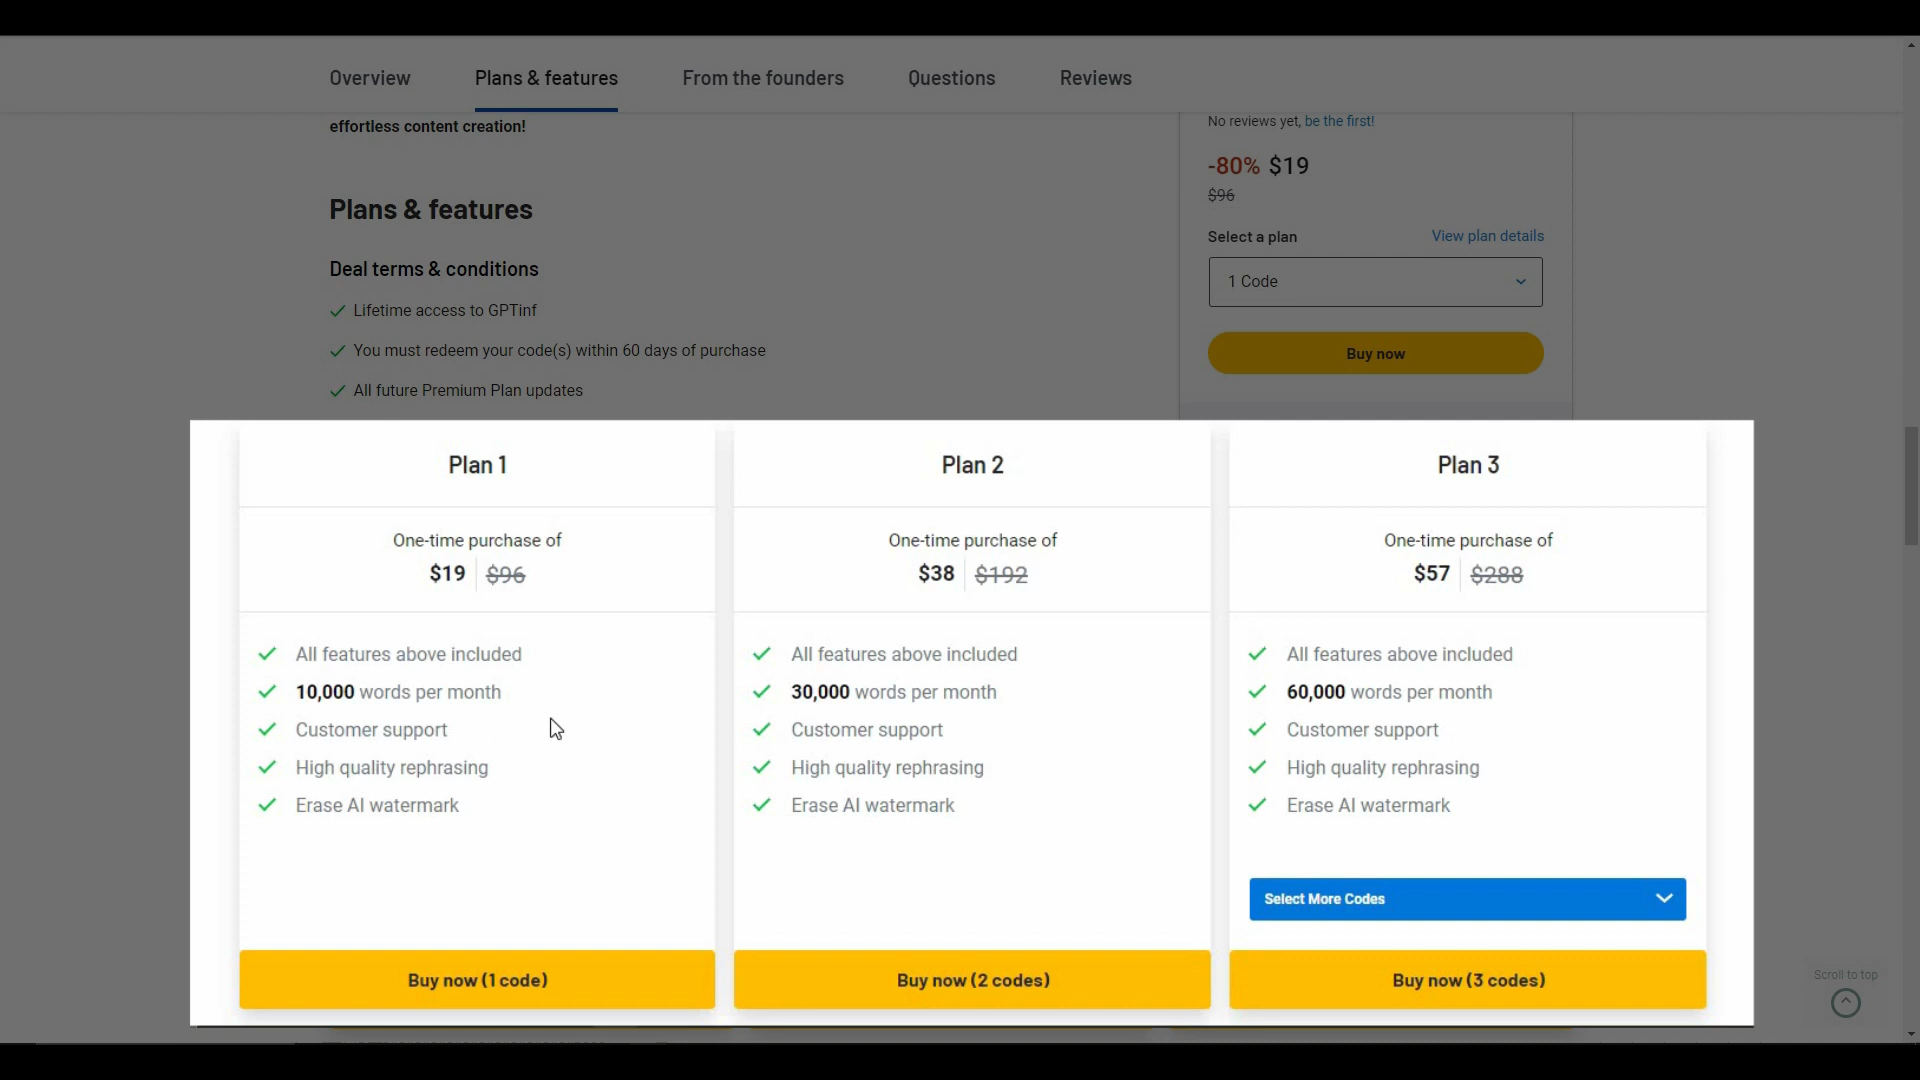 Overview
Plans & features
From the founders
Questions
Reviews
effortless content creation!
No reviews yet, be the first!
-80% $19
$96
Plans & features
Select a plan
View plan details
Deal terms & conditions
1 Code
Lifetime access to GPTinf
You must redeem your code(s) within 60 days of purchase
Buy now
All future Premium Plan updates
Plan 1
One-time purchase of
$19 $96
All features above included
10,000 words per month
Customer support
High quality rephrasing
Erase AI watermark
Buy now (1 code)
Plan 2
One-time purchase of
$38 $192
All features above included
30,000 words per month
Customer support
High quality rephrasing
Erase AI watermark
Buy now (2 codes)
Plan 3
One-time purchase of
$57 $288
All features above included
60,000 words per month
Customer support
High quality rephrasing
Erase AI watermark
Select More Codes
Buy now (3 codes)
Scroll to top